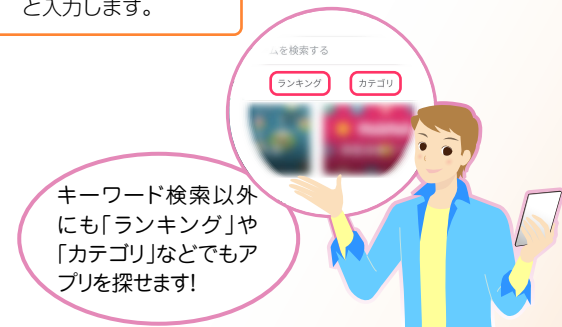 と入力します。
を検索する
ランキング カテゴリ
キーワード検索以外
にも「ランキング」や
「カテゴリ」などでもア
プリを探せます!